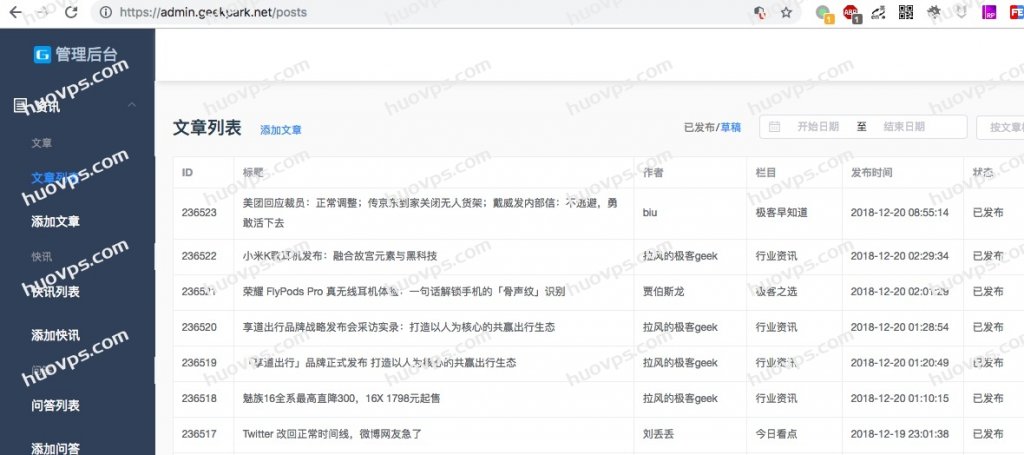 https://admin.geekpark.net/posts
管理后台
资讯
文章
文章列表
添加文章
快讯
快讯列表
添加快讯
问答列表
添加问答
文章列表 添加文章 已发布/草稿 开始日期 至 结束日期
ID 标题 作者 栏目 发布时间 状态
236523 美团回应裁员：正常调整；传京东到家关闭无人货架；戴威发内部信：不逃避，勇
敢活下去 biu 极客早知道 2018-12-20 08:55:14 已发布
236522 小米K歌耳机发布：融合故宫元素与黑科技 拉风的极客geek 行业资讯 2018-12-20 02:29:34 已发布
236521 荣耀 FlyPods Pro 真无线耳机体验：一句话解锁手机的「骨声纹」识别 贾伯斯龙 极客之选 2018-12-20 02:01:29 已发布
236520 享道出行品牌战略发布会采访实录：打造以人为核心的共赢出行生态 拉风的极客geek 行业资讯 2018-12-20 01:28:54 已发布
236519 「享道出行」品牌正式发布 打造以人为核心的共赢出行生态 拉风的极客geek 行业资讯 2018-12-20 01:20:49 已发布
236518 魅族16全系最高直降300，16X 1798元起售 拉风的极客geek 行业资讯 2018-12-20 01:10:15 已发布
236517 Twitter 改回正常时间线，微博网友急了 刘丢丢 今日看点 2018-12-19 23:01:38 已发布
huovps.com